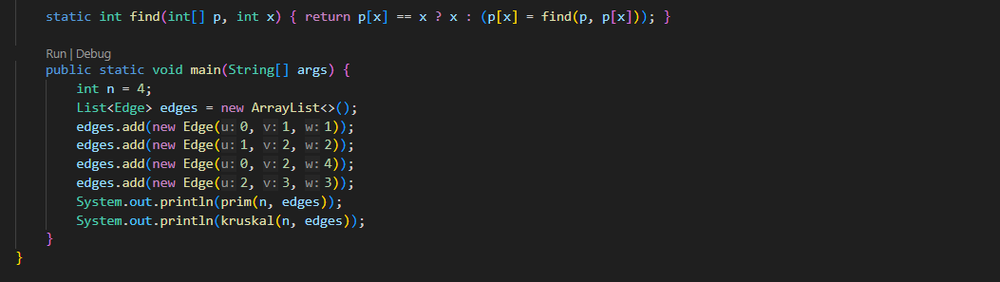 static int find(int[] p, int x) { return p[x] == x ? x : (p[x] = find(p, p[x])); }
Run | Debug
public static void main(String[] args) {
int n = 4;
List<Edge> edges = new ArrayList<>();
edges.add(new Edge(u: 0, v: 1, w: 1));
edges.add(new Edge(u: 1, v: 2, w: 2));
edges.add(new Edge(u: 0, v: 2, w: 4));
edges.add(new Edge(u: 2, v: 3, w: 3));
System.out.println(prim(n, edges));
System.out.println(kruskal(n, edges));
}
}